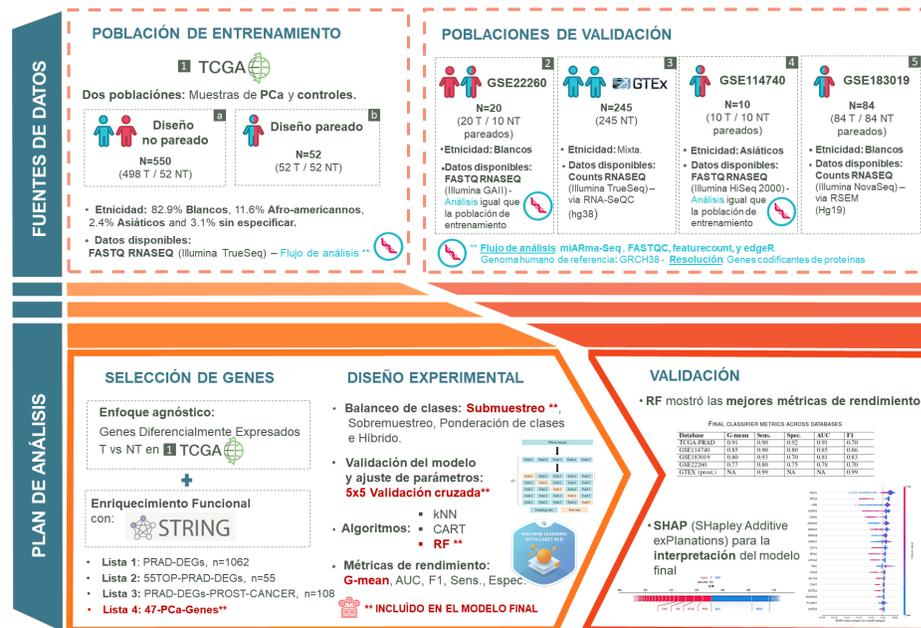 FUENTES DE DATOS
POBLACIÓN DE ENTRENAMIENTO
1 TCGA
Dos poblaciónes: Muestras de PCa y controles.
a
Diseño
no pareado
N=550
(498 T / 52 NT)
b
Diseño pareado
N=52
(52 T / 52 NT)
• Etnicidad: 82.9% Blancos, 11.6% Afro-americannos,
2.4% Asiáticos and 3.1% sin especificar.
• Datos disponibles:
FASTQ RNASEQ (Illumina TrueSeq) – Flujo de análisis **
POBLACIONES DE VALIDACIÓN
2
GSE22260
N=20
(20 T / 10 NT
pareados)
•Etnicidad: Blancos
•Datos disponibles:
FASTQ RNASEQ
(Illumina GAII) -
Análisis igual que
la población de
entrenamiento
3
GTEx
N=245
(245 NT)
•Etnicidad: Mixta.
• Datos disponibles:
Counts RNASEQ
(Illumina TrueSeq) –
via RNA-SeQC
(hg38)
4
GSE114740
N=10
(10 T / 10 NT
pareados)
• Etnicidad: Asiáticos
• Datos disponibles:
FASTQ RNASEQ
(Illumina HiSeq 2000) -
Análisis igual que
la población de
entrenamiento
5
GSE183019
N=84
(84 T / 84 NT
pareados)
• Etnicidad: Blancos
• Datos disponibles:
Counts RNASEQ
(Illumina NovaSeq) –
via RSEM
(Hg19)
** Flujo de análisis: miARma-Seq, FASTQC, featurecount, y edgeR.
Genoma humano de referencia: GRCH38 - Resolución: Genes codificantes de proteínas
PLAN DE ANÁLISIS
SELECCIÓN DE GENES
Enfoque agnóstico:
Genes Diferencialmente Expresados
T vs NT en 1 TCGA
+
Enriquecimiento Funcional
con: STRING
• Lista 1: PRAD-DEGs, n=1062
• Lista 2: 55TOP-PRAD-DEGs, n=55
• Lista 3: PRAD-DEGs-PROST-CANCER, n=108
• Lista 4: 47-PCa-Genes**
DISEÑO EXPERIMENTAL
• Balanceo de clases: Submuestreo **,
Sobremuestreo, Ponderación de clases
e Híbrido.
• Validación del modelo
y ajuste de parámetros:
5x5 Validación cruzada**
• Algoritmos:
▪ kNN
▪ CART
▪ RF **
MACHINE LEARNING
WITH CARET IN R
• Métricas de rendimiento:
G-mean, AUC, F1, Sens., Espec.
** INCLUÍDO EN EL MODELO FINAL
VALIDACIÓN
• RF mostró las mejores métricas de rendimiento
FINAL CLASSIFIER METRICS ACROSS DATABASES
Database G-mean Sens. Spec. AUC F1
TCGA-PRAD 0.91 0.90 0.92 0.91 0.70
GSE114740 0.85 0.90 0.80 0.85 0.86
GSE183019 0.80 0.93 0.70 0.81 0.83
GSE22260 0.77 0.80 0.75 0.78 0.70
GTEX (prost.) NA 0.99 NA NA 0.99
• SHAP (SHapley Additive
exPlanations) para la
interpretación del modelo
final